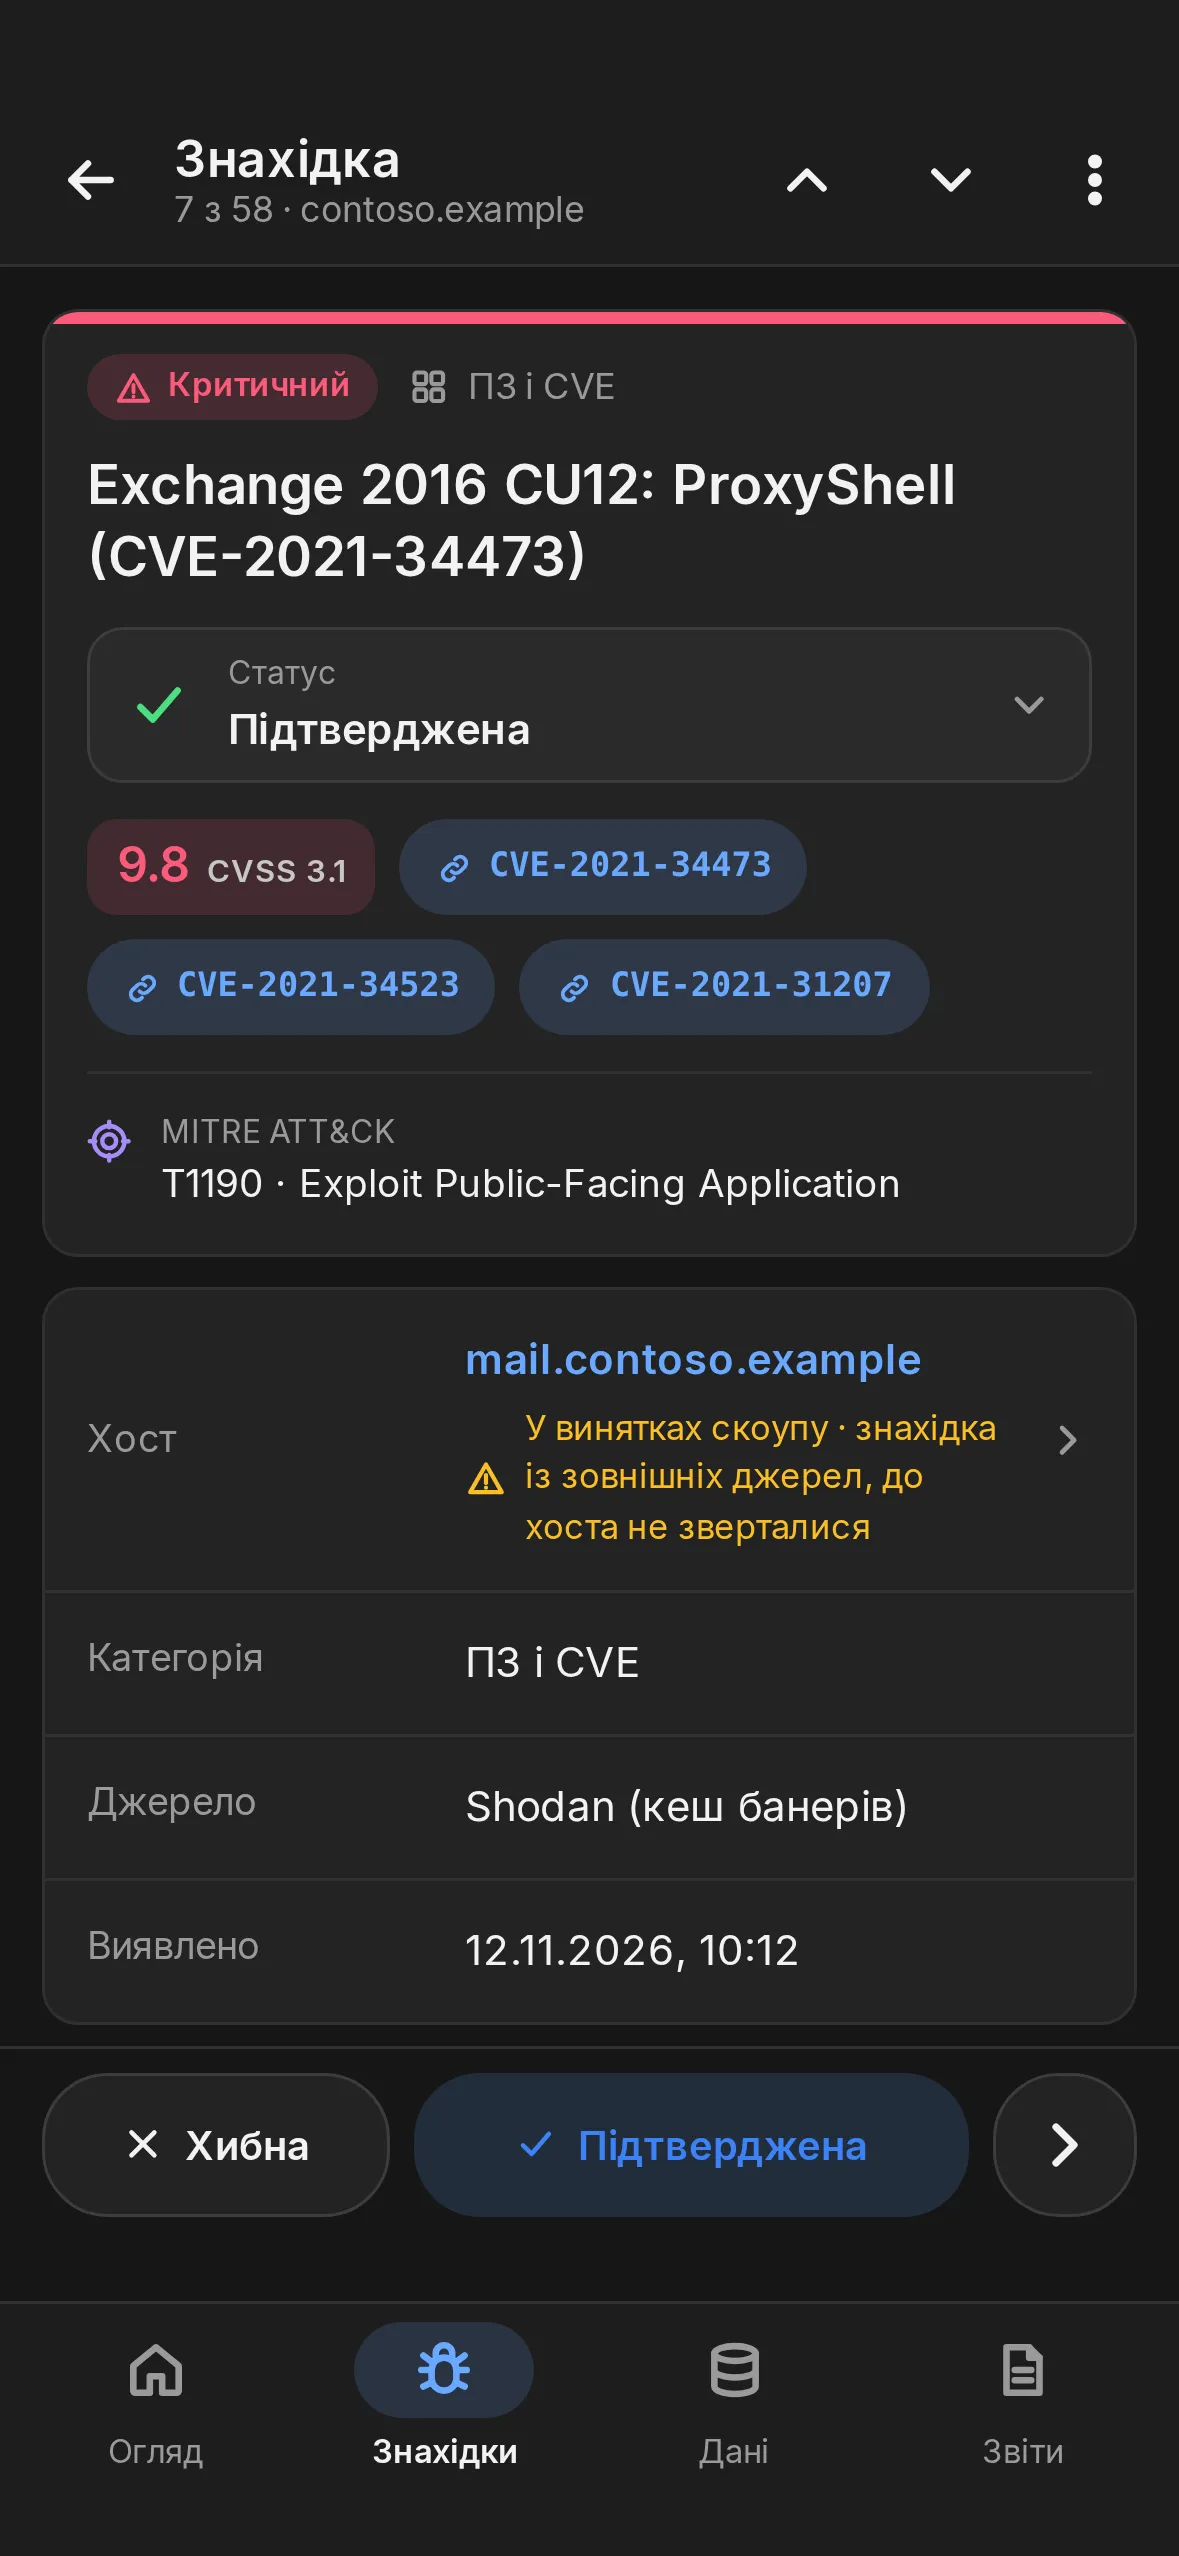 Знахідка
7 з 58 · contoso.example
Критичний
ПЗ і CVE
Exchange 2016 CU12: ProxyShell
(CVE-2021-34473)
Статус
Підтверджена
9.8 CVSS 3.1
CVE-2021-34473
CVE-2021-34523
CVE-2021-31207
MITRE ATT&CK
T1190 · Exploit Public-Facing Application
Хост
mail.contoso.example
У винятках скоупу · знахідка
із зовнішніх джерел, до
хоста не зверталися
Категорія
ПЗ і CVE
Джерело
Shodan (кеш банерів)
Виявлено
12.11.2026, 10:12
Хибна
Підтверджена
Огляд
Знахідки
Дані
Звіти